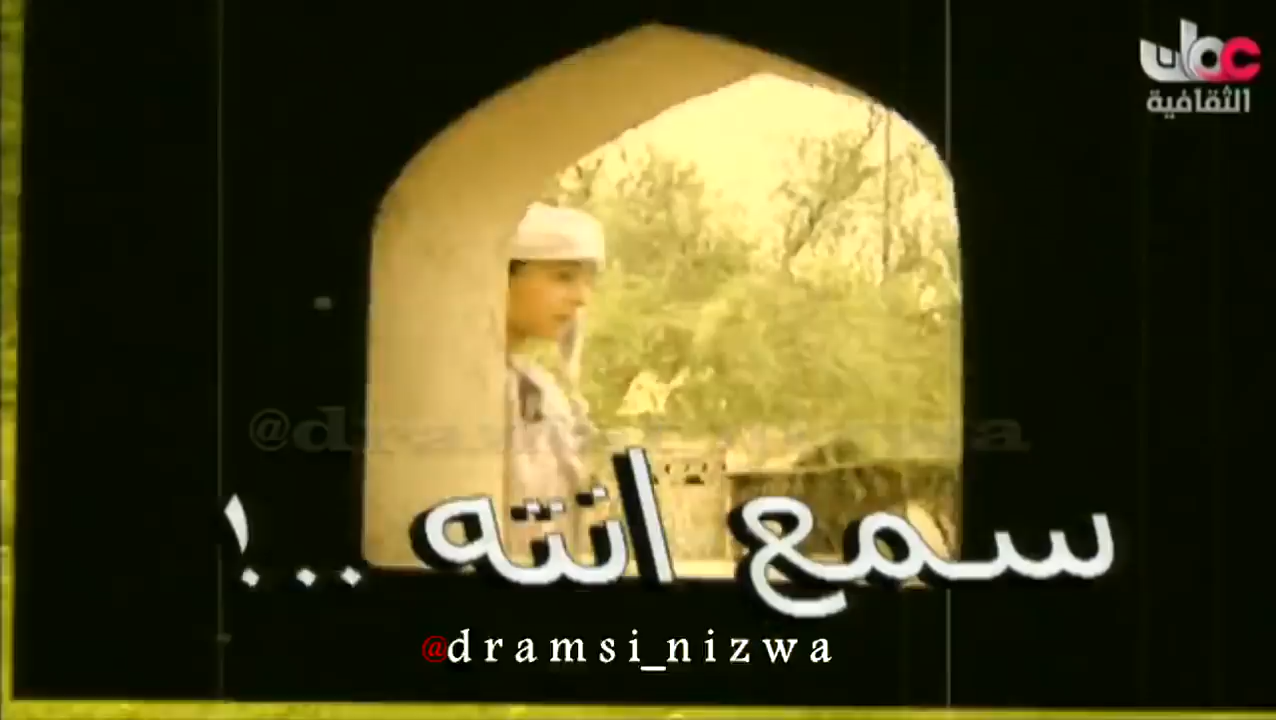 عمان
الثقافية
سمع انته ..!
@dramsi_nizwa